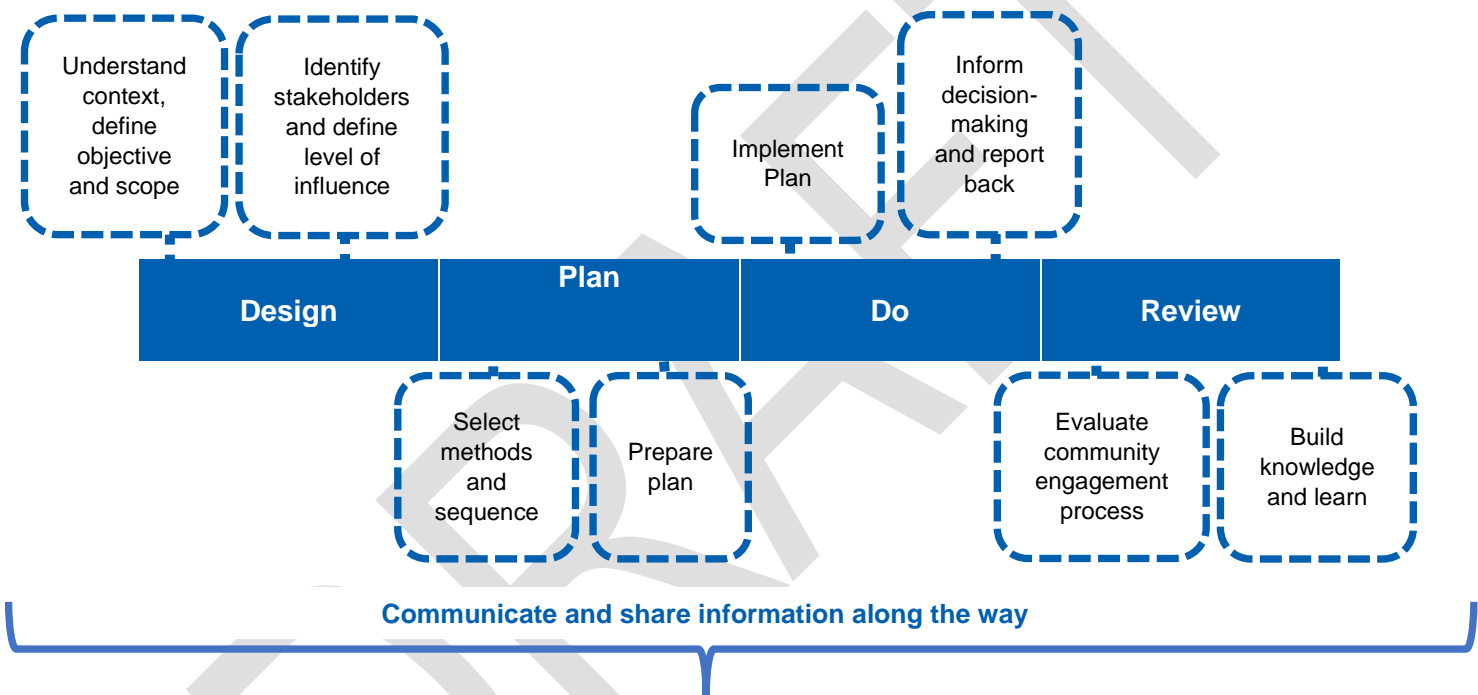 Understand
context,
define
objective
and scope
Identify
stakeholders
and define
level of
influence
Implement
Plan
Inform
decision-
making
and report
back
Design
Plan
Do
Review
Select
methods
and
sequence
Prepare
plan
Evaluate
community
engagement
process
Build
knowledge
and learn
Communicate and share information along the way
DRAFT